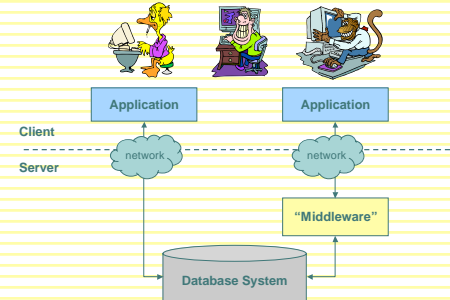 Application
Application
Client
network
network
Server
“Middleware”
Database System